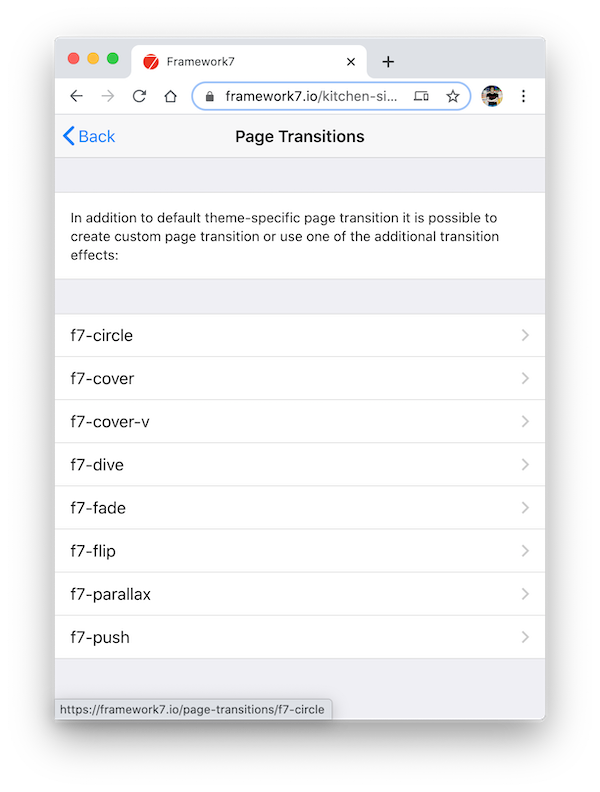 Framework7
framework7.io/kitchen-si...
Back
Page Transitions
In addition to default theme-specific page transition it is possible to
create custom page transition or use one of the additional transition
effects:
f7-circle
f7-cover
f7-cover-v
f7-dive
f7-fade
f7-flip
f7-parallax
f7-push
https://framework7.io/page-transitions/f7-circle